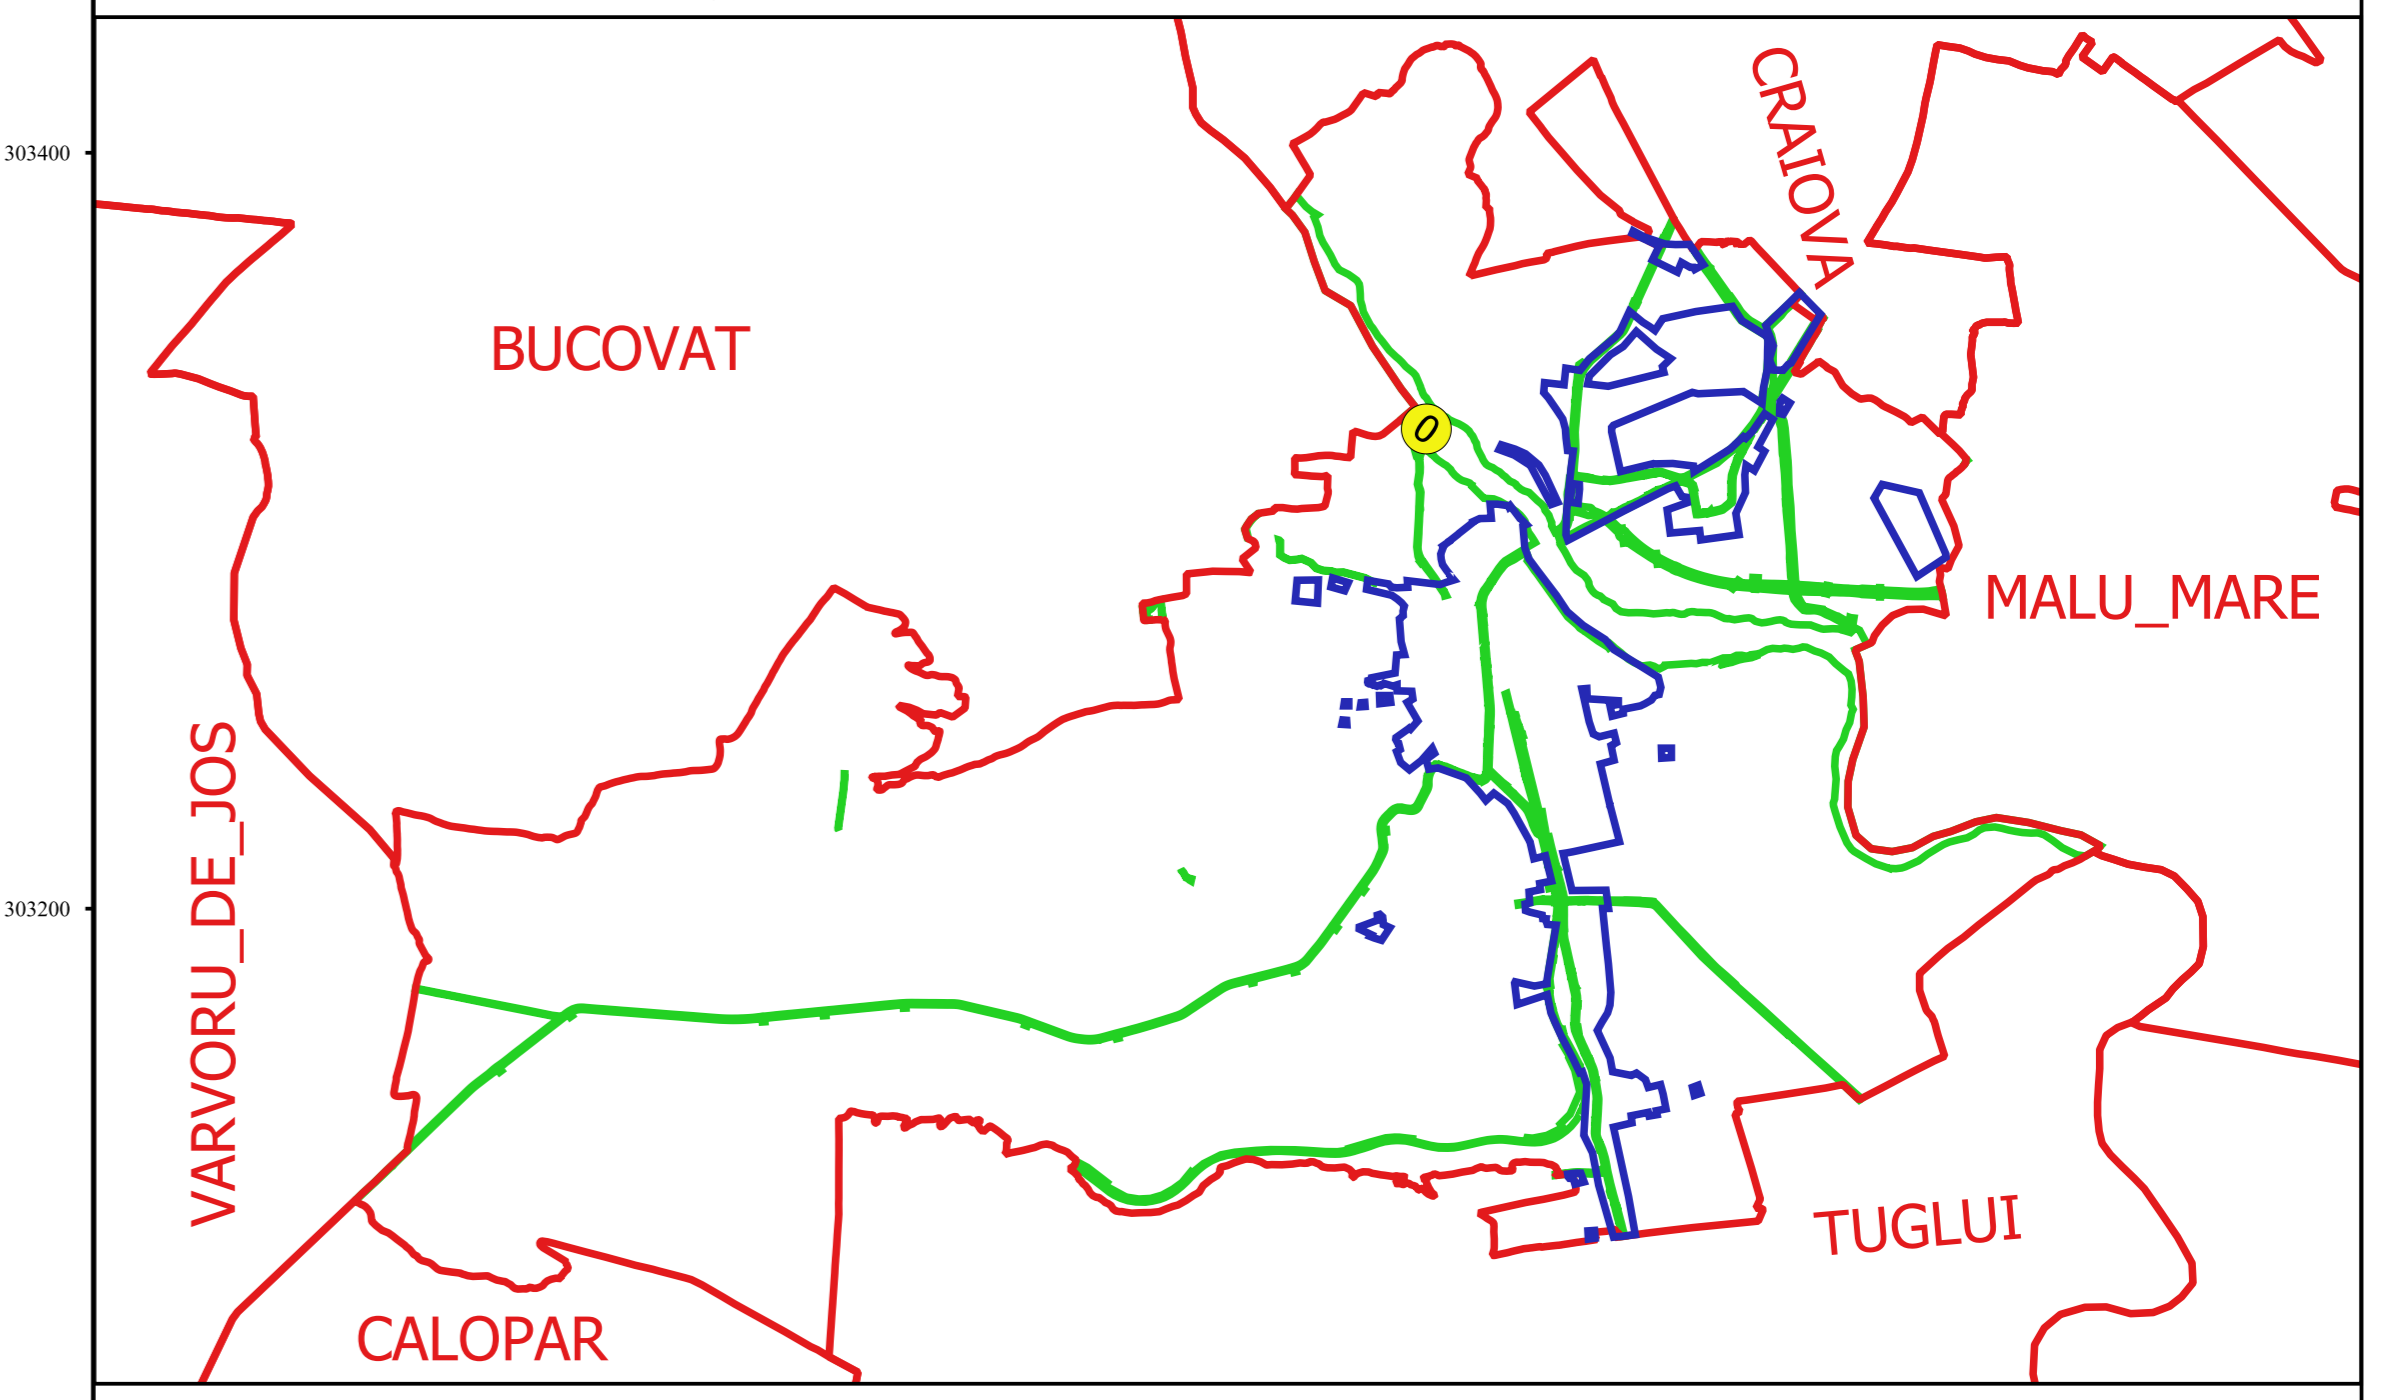 CRAIOVA
303400
BUCOVAT
0
MALU_MARE
VARVORU_DE_JOS
303200
TUGLUI
CALOPAR